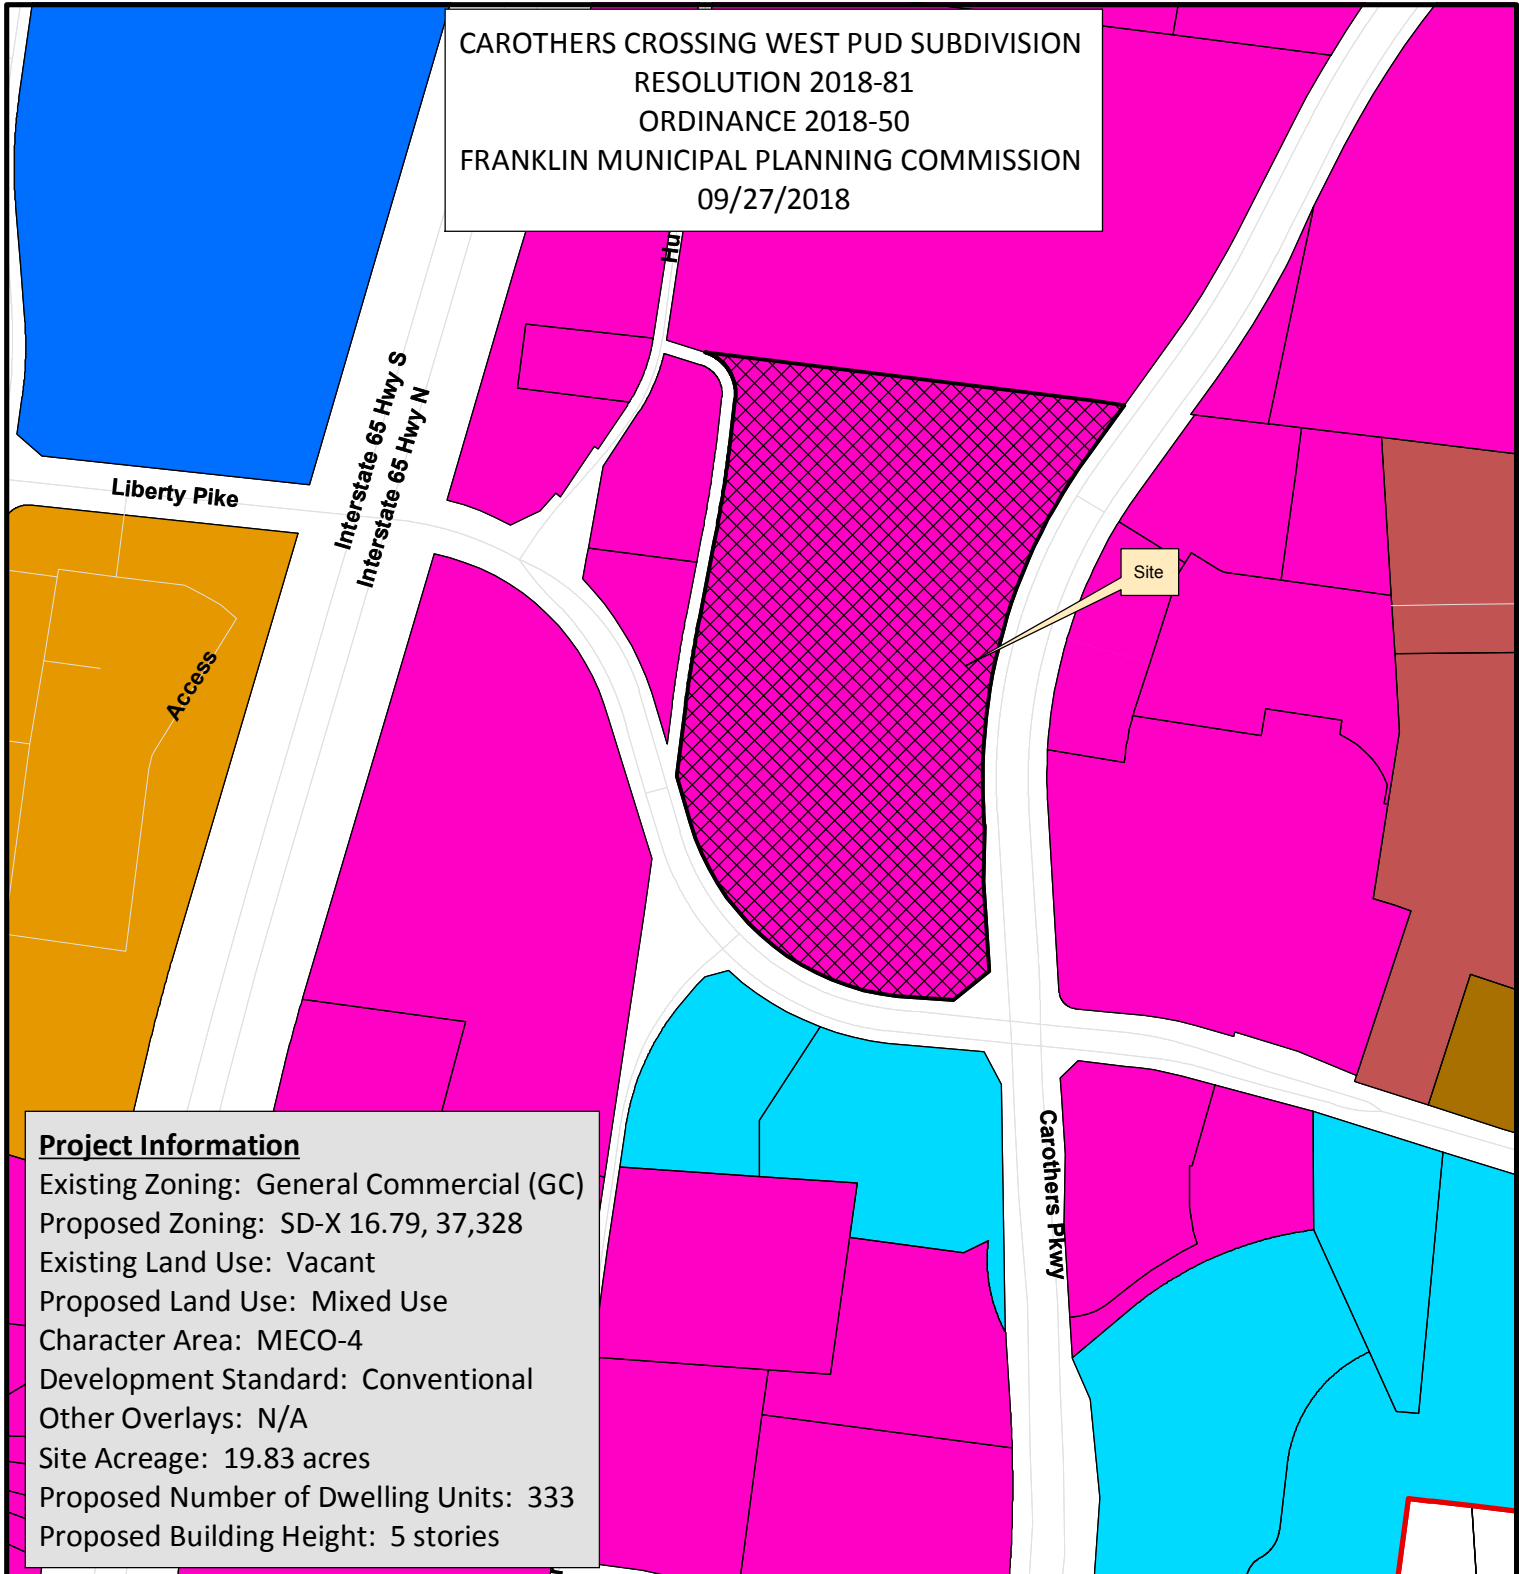 CAROTHERS CROSSING WEST PUD SUBDIVISION
RESOLUTION 2018-81
ORDINANCE 2018-50
FRANKLIN MUNICIPAL PLANNING COMMISSION
09/27/2018
Hu
Interstate 65 Hwy S
Interstate 65 Hwy N
Liberty Pike
Site
Access
Carothers Pkwy
Project Information
Existing Zoning: General Commercial (GC)
Proposed Zoning: SD-X 16.79, 37,328
Existing Land Use: Vacant
Proposed Land Use: Mixed Use
Character Area: MECO-4
Development Standard: Conventional
Other Overlays: N/A
Site Acreage: 19.83 acres
Proposed Number of Dwelling Units: 333
Proposed Building Height: 5 stories